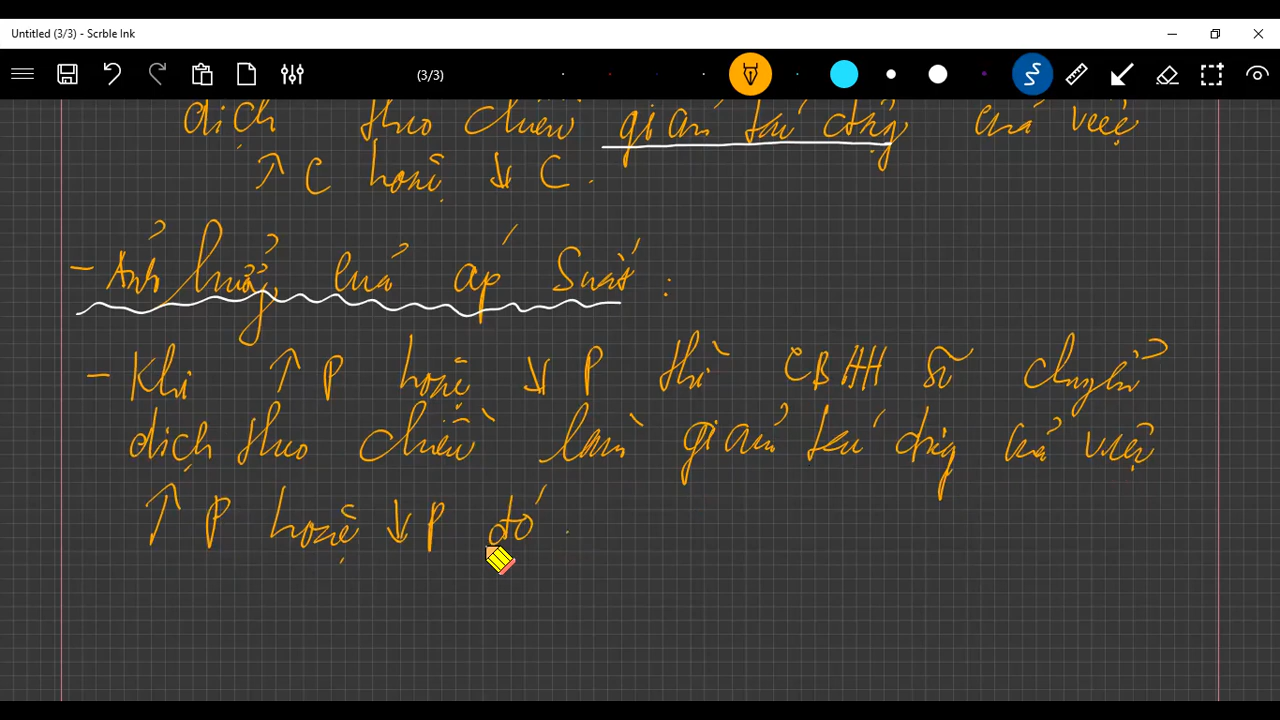 Untitled (3/3) - Scrble Ink
(3/3)
dịch theo chiều giảm tác động của việc
↑ C hoặc ↓ C.
- Ảnh hưởng của áp suất:
- Khi ↑ P hoặc ↓ P thì CBHH sẽ chuyển
dịch theo chiều làm giảm tác động của việc
↑ P hoặc ↓ P đó.